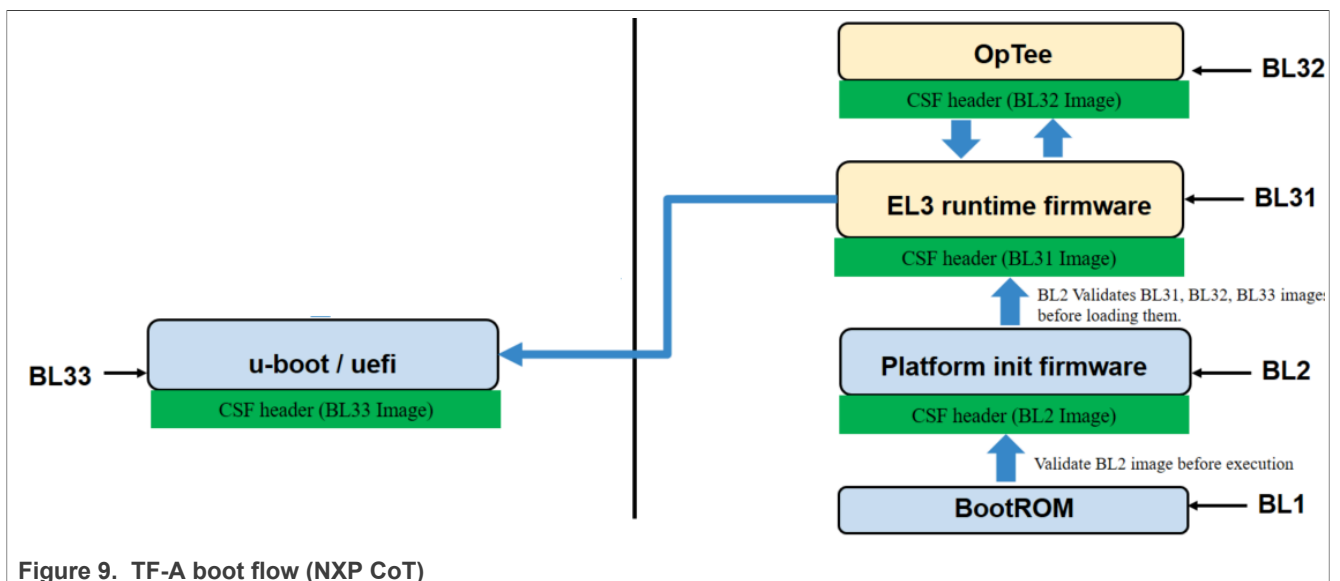 OpTee
BL32
CSF header (BL32 Image)
EL3 runtime firmware
BL31
CSF header (BL31 Image)
BL2 Validates BL31, BL32, BL33 images
before loading them.
u-boot / uefi
BL33
CSF header (BL33 Image)
Platform init firmware
BL2
CSF header (BL2 Image)
Validate BL2 image before execution
BootROM
BL1
Figure 9. TF-A boot flow (NXP CoT)